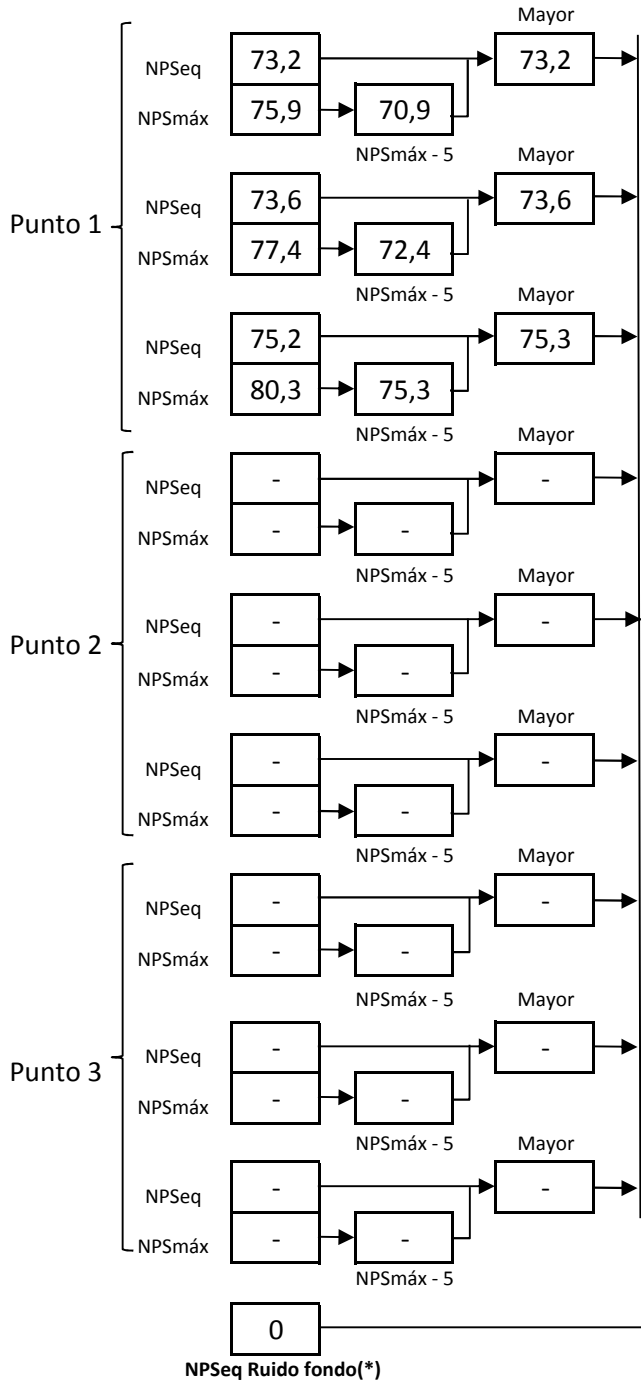 Mayor
NPSeq 73,2 73,2
NPSmáx 75,9 70,9
NPSmáx - 5 Mayor
Punto 1
NPSeq 73,6 73,6
NPSmáx 77,4 72,4
NPSmáx - 5 Mayor
NPSeq 75,2 75,3
NPSmáx 80,3 75,3
NPSmáx - 5 Mayor
NPSeq - -
NPSmáx - -
NPSmáx - 5 Mayor
Punto 2
NPSeq - -
NPSmáx - -
NPSmáx - 5 Mayor
NPSeq - -
NPSmáx - -
NPSmáx - 5 Mayor
NPSeq - -
NPSmáx - -
NPSmáx - 5 Mayor
Punto 3
NPSeq - -
NPSmáx - -
NPSmáx - 5 Mayor
NPSeq - -
NPSmáx - -
NPSmáx - 5
0
NPSeq Ruido fondo(*)